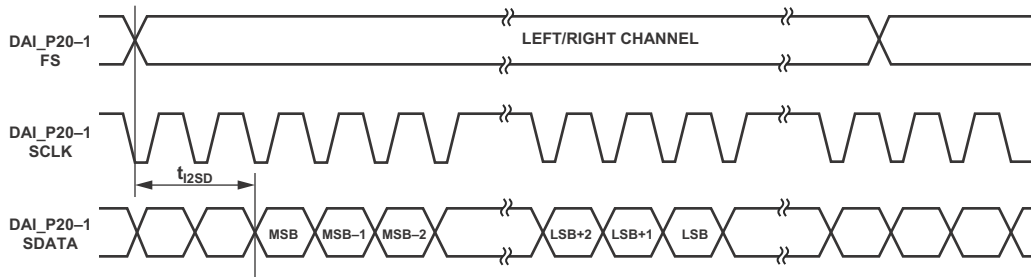 DAI_P20–1
FS
LEFT/RIGHT CHANNEL
DAI_P20–1
SCLK
tI2SD
DAI_P20–1
SDATA
MSB
MSB–1
MSB–2
LSB+2
LSB+1
LSB